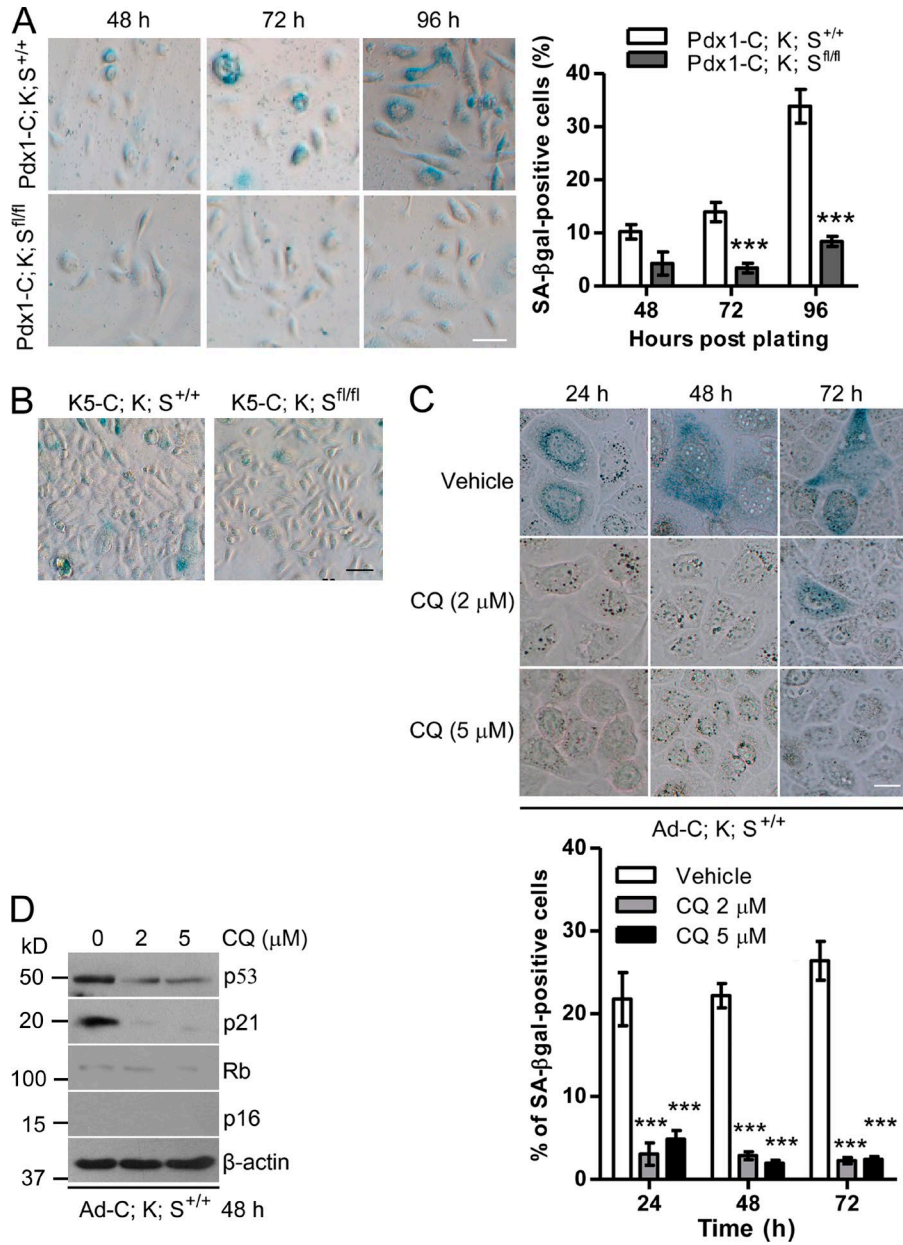 A
48 h
72 h
96 h
Pdx1-C; K; S+/+
Pdx1-C; K; Sfl/fl
Pdx1-C; K; S+/+
Pdx1-C; K; Sfl/fl
SA-βgal-positive cells (%)
40
30
20
10
0
***
***
48
72
96
Hours post plating
B
K5-C; K; S+/+
K5-C; K; Sfl/fl
C
24 h
48 h
72 h
Vehicle
CQ (2 μM)
CQ (5 μM)
Ad-C; K; S+/+
% of SA-βgal-positive cells
40
30
20
10
0
Vehicle
CQ 2 μM
CQ 5 μM
***
***
***
***
***
***
24
48
72
Time (h)
D
kD
0
2
5
CQ (μM)
50
p53
20
p21
100
Rb
15
p16
37
β-actin
Ad-C; K; S+/+ 48 h